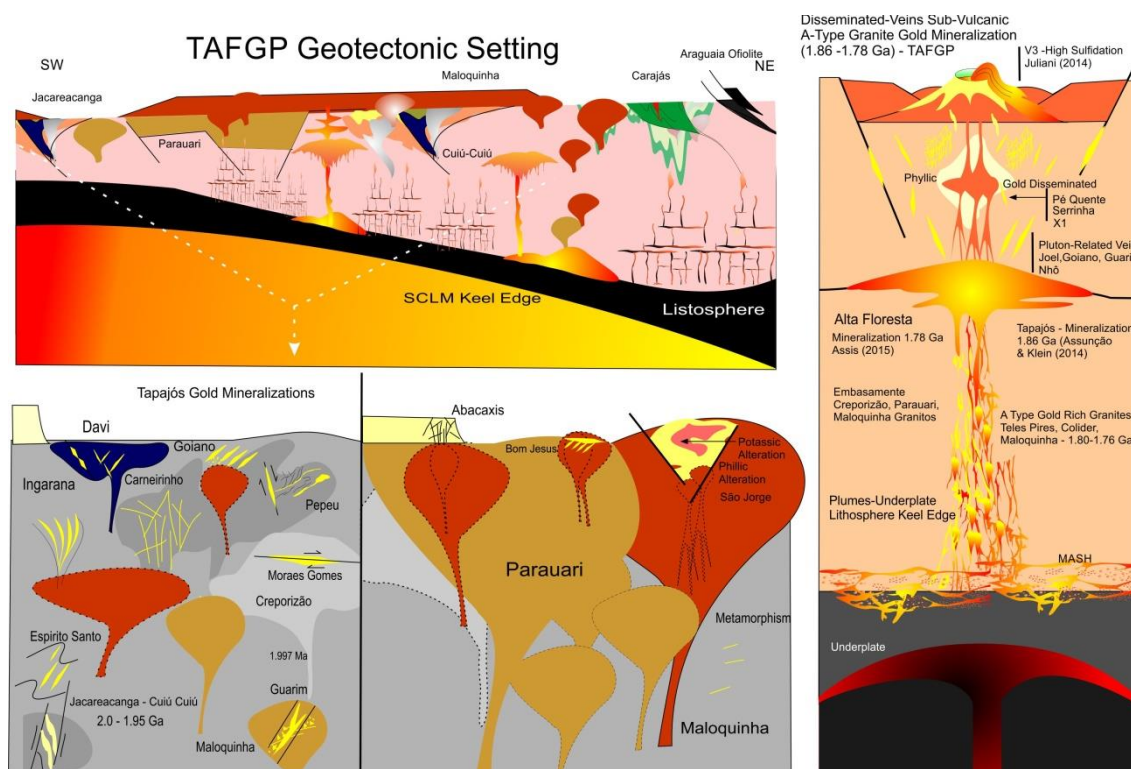 TAFGP Geotectonic Setting
SW
NE
Jacareacanga
Maloquinha
Araguaia Ofiolite
Carajás
Parauari
Cuiú-Cuiú
SCLM Keel Edge
Listosphere
Disseminated-Veins Sub-Vulcanic
A-Type Granite Gold Mineralization
(1.86 -1.78 Ga) - TAFGP
V3 -High Sulfidation
Juliani (2014)
Phyllic
Gold Disseminated
Pé Quente
Serrinha
X1
Pluton-Related Vei
Joel,Goiano, Guari
Nhô
Alta Floresta
Mineralization 1.78 Ga
Assis (2015)
Tapajós - Mineralization
1.86 Ga (Assunção
& Klein (2014)
Embasamente
Creporizão, Parauari,
Maloquinha Granitos
A Type Gold Rich Granites
Teles Pires, Colider,
Maloquinha - 1.80-1.76 Ga
Plumes-Underplate
Lithosphere Keel Edge
MASH
Underplate
Tapajós Gold Mineralizations
Davi
Goiano
Ingarana
Carneirinho
Pepeu
Moraes Gomes
Creporizão
Espirito Santo
1.997 Ma
Jacareacanga - Cuiú Cuiú
2.0 - 1.95 Ga
Guarim
Maloquinha
Abacaxis
Bom Jesus
Potassic
Alteration
Phillic
Alteration
São Jorge
Parauari
Metamorphism
Maloquinha